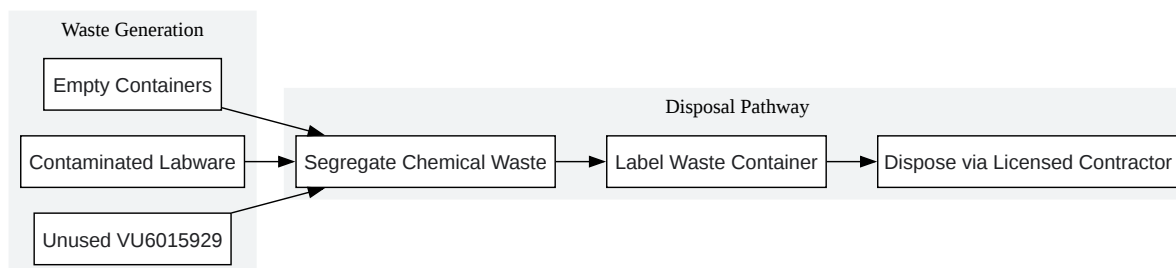 Waste Generation
Empty Containers
Contaminated Labware
Unused VU6015929
Disposal Pathway
Segregate Chemical Waste
Label Waste Container
Dispose via Licensed Contractor